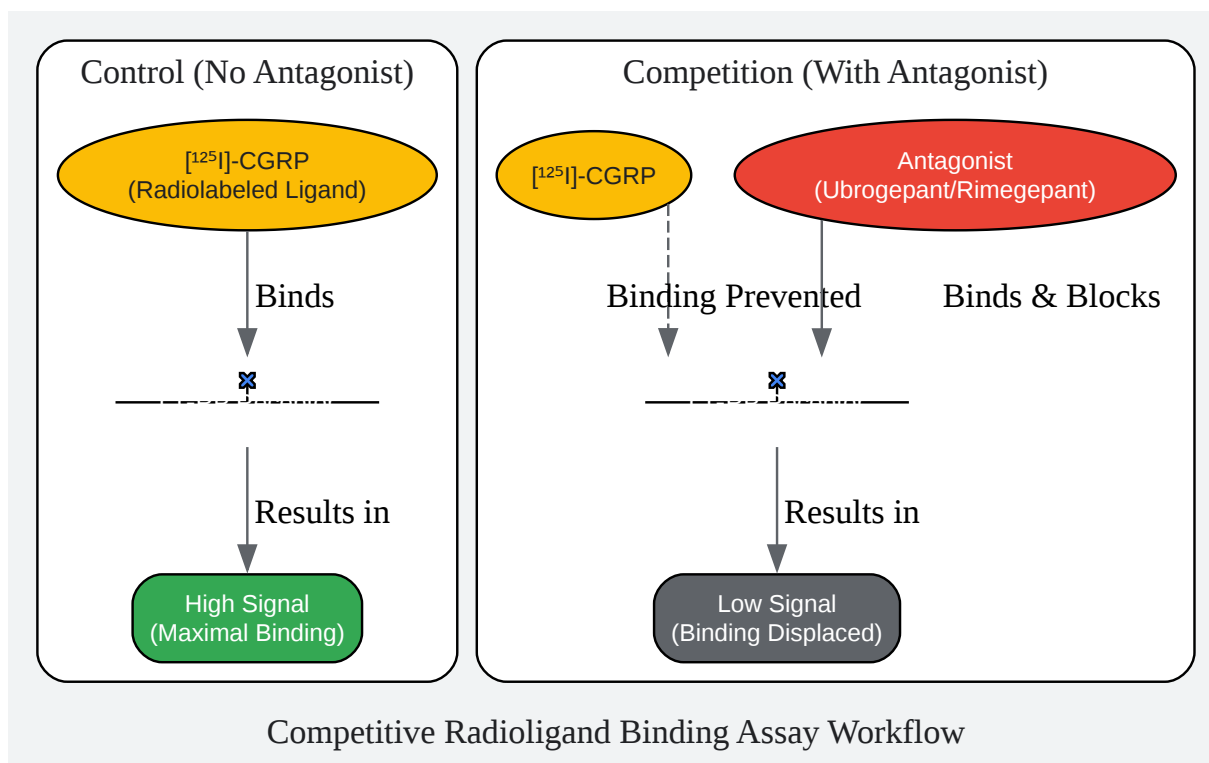 Control (No Antagonist)
[¹²⁵I]-CGRP
(Radiolabeled Ligand)
Binds
Results in
High Signal
(Maximal Binding)
Competition (With Antagonist)
[¹²⁵I]-CGRP
Antagonist
(Ubrogepant/Rimegepant)
Binding Prevented
Binds & Blocks
Results in
Low Signal
(Binding Displaced)
Competitive Radioligand Binding Assay Workflow